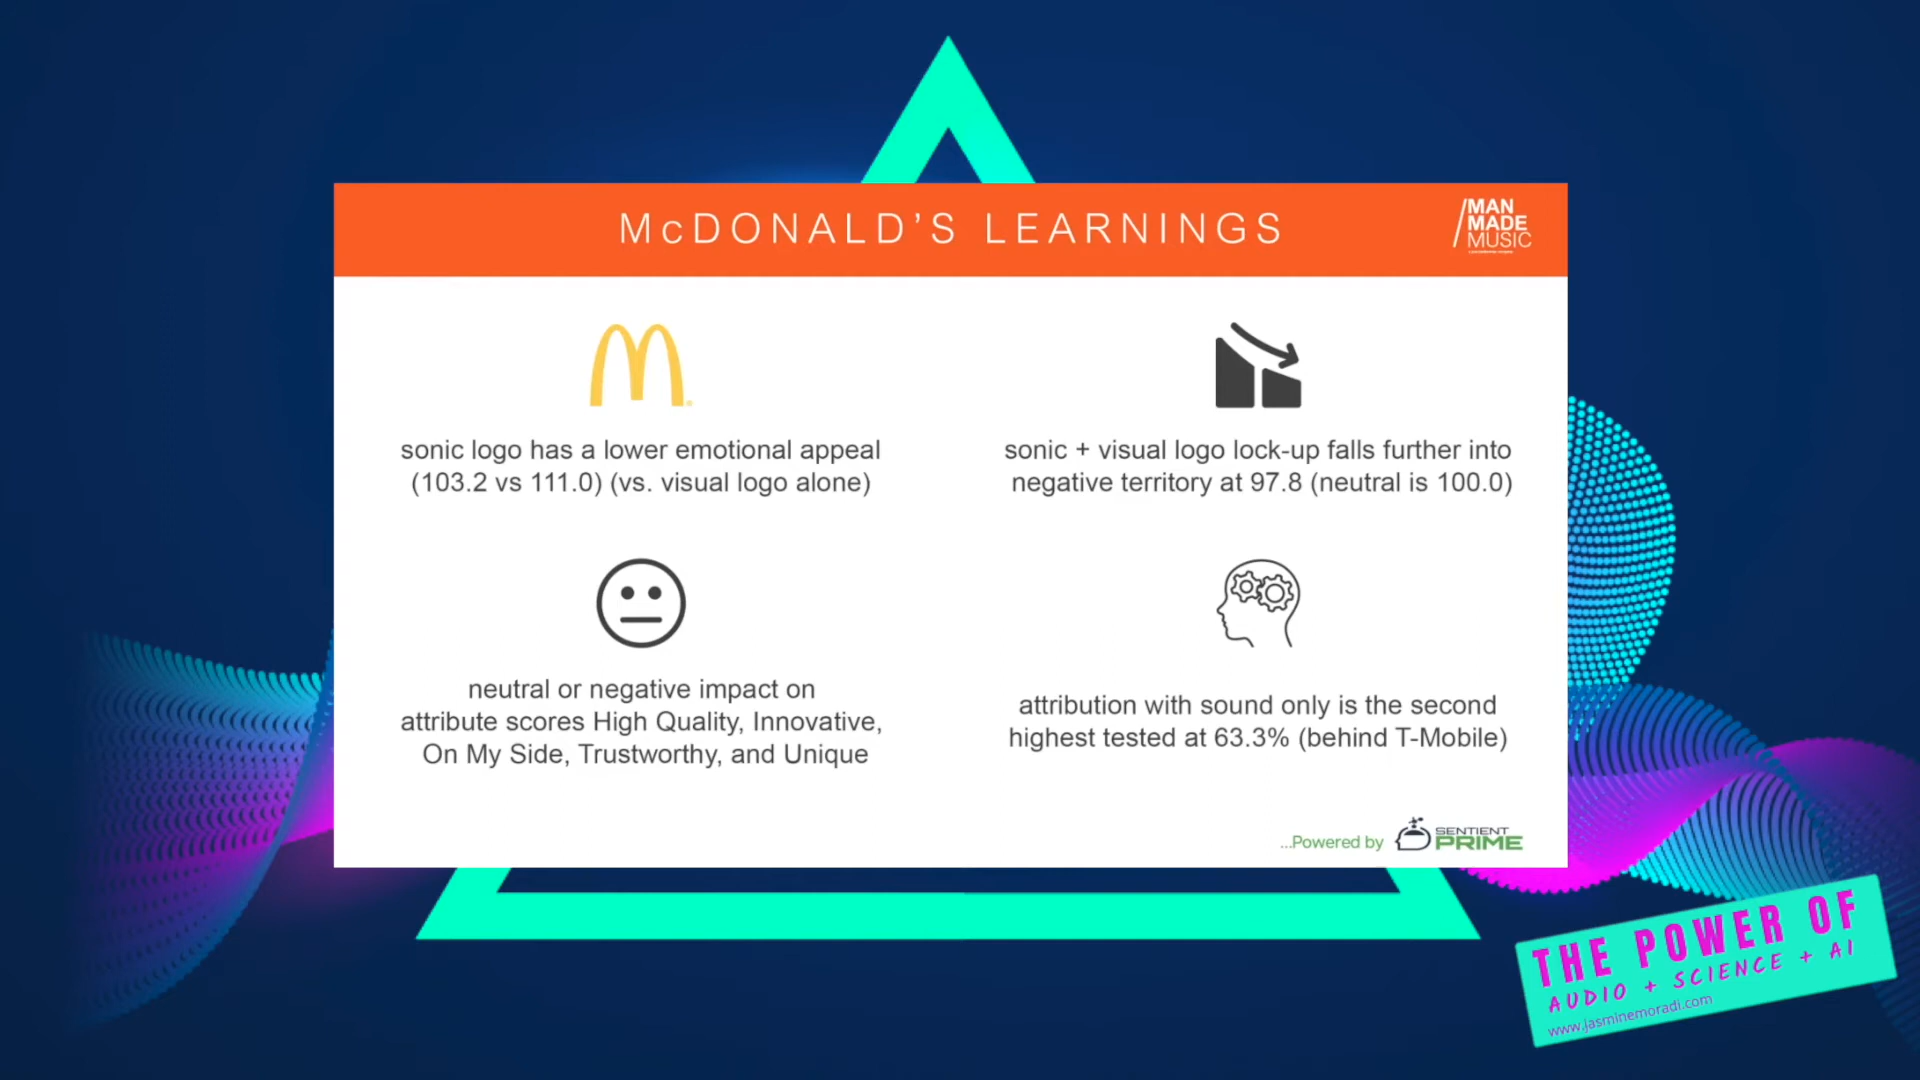 McDONALD'S LEARNINGS
/MAN
MADE
MUSIC
sonic logo has a lower emotional appeal
(103.2 vs 111.0) (vs. visual logo alone)
sonic + visual logo lock-up falls further into
negative territory at 97.8 (neutral is 100.0)
neutral or negative impact on
attribute scores High Quality, Innovative,
On My Side, Trustworthy, and Unique
attribution with sound only is the second
highest tested at 63.3% (behind T-Mobile)
...Powered by SENTIENT
PRIME
THE POWER OF
AUDIO + SCIENCE + AI
www.jasminemoradi.com